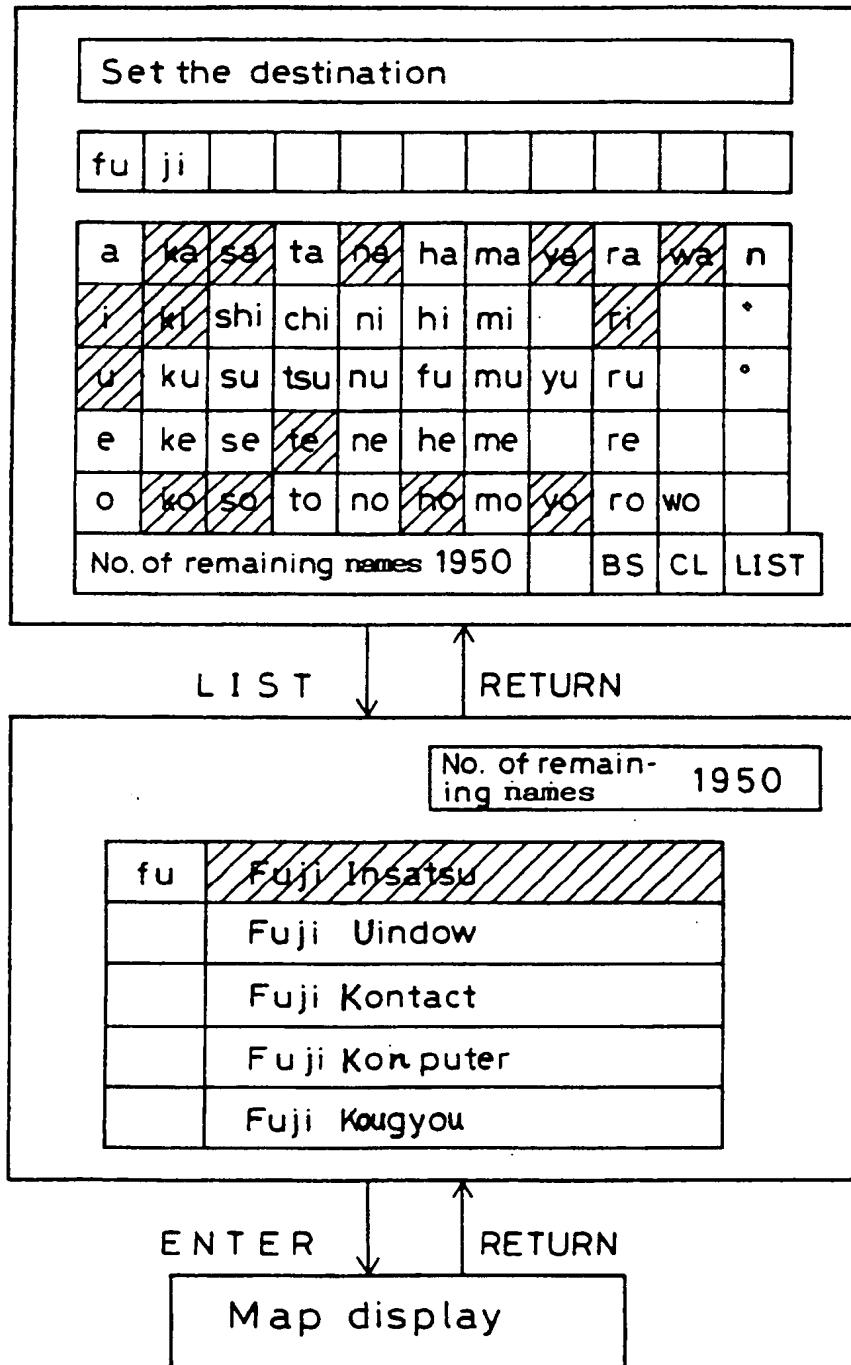 Set the destination
fu ji
a ka sa ta na ha ma ya ra wa n
i ki shi chi ni hi mi ri "
u ku su tsu nu fu mu yu ru °
e ke se te ne he me re
o ko so to no ho mo yo ro wo
No. of remaining names 1950 BS CL LIST
LIST RETURN
No. of remain-
ing names 1950
fu Fuji Insatsu
Fuji Uindow
Fuji Kontact
Fuji Konputer
Fuji Kougyou
ENTER RETURN
Map display